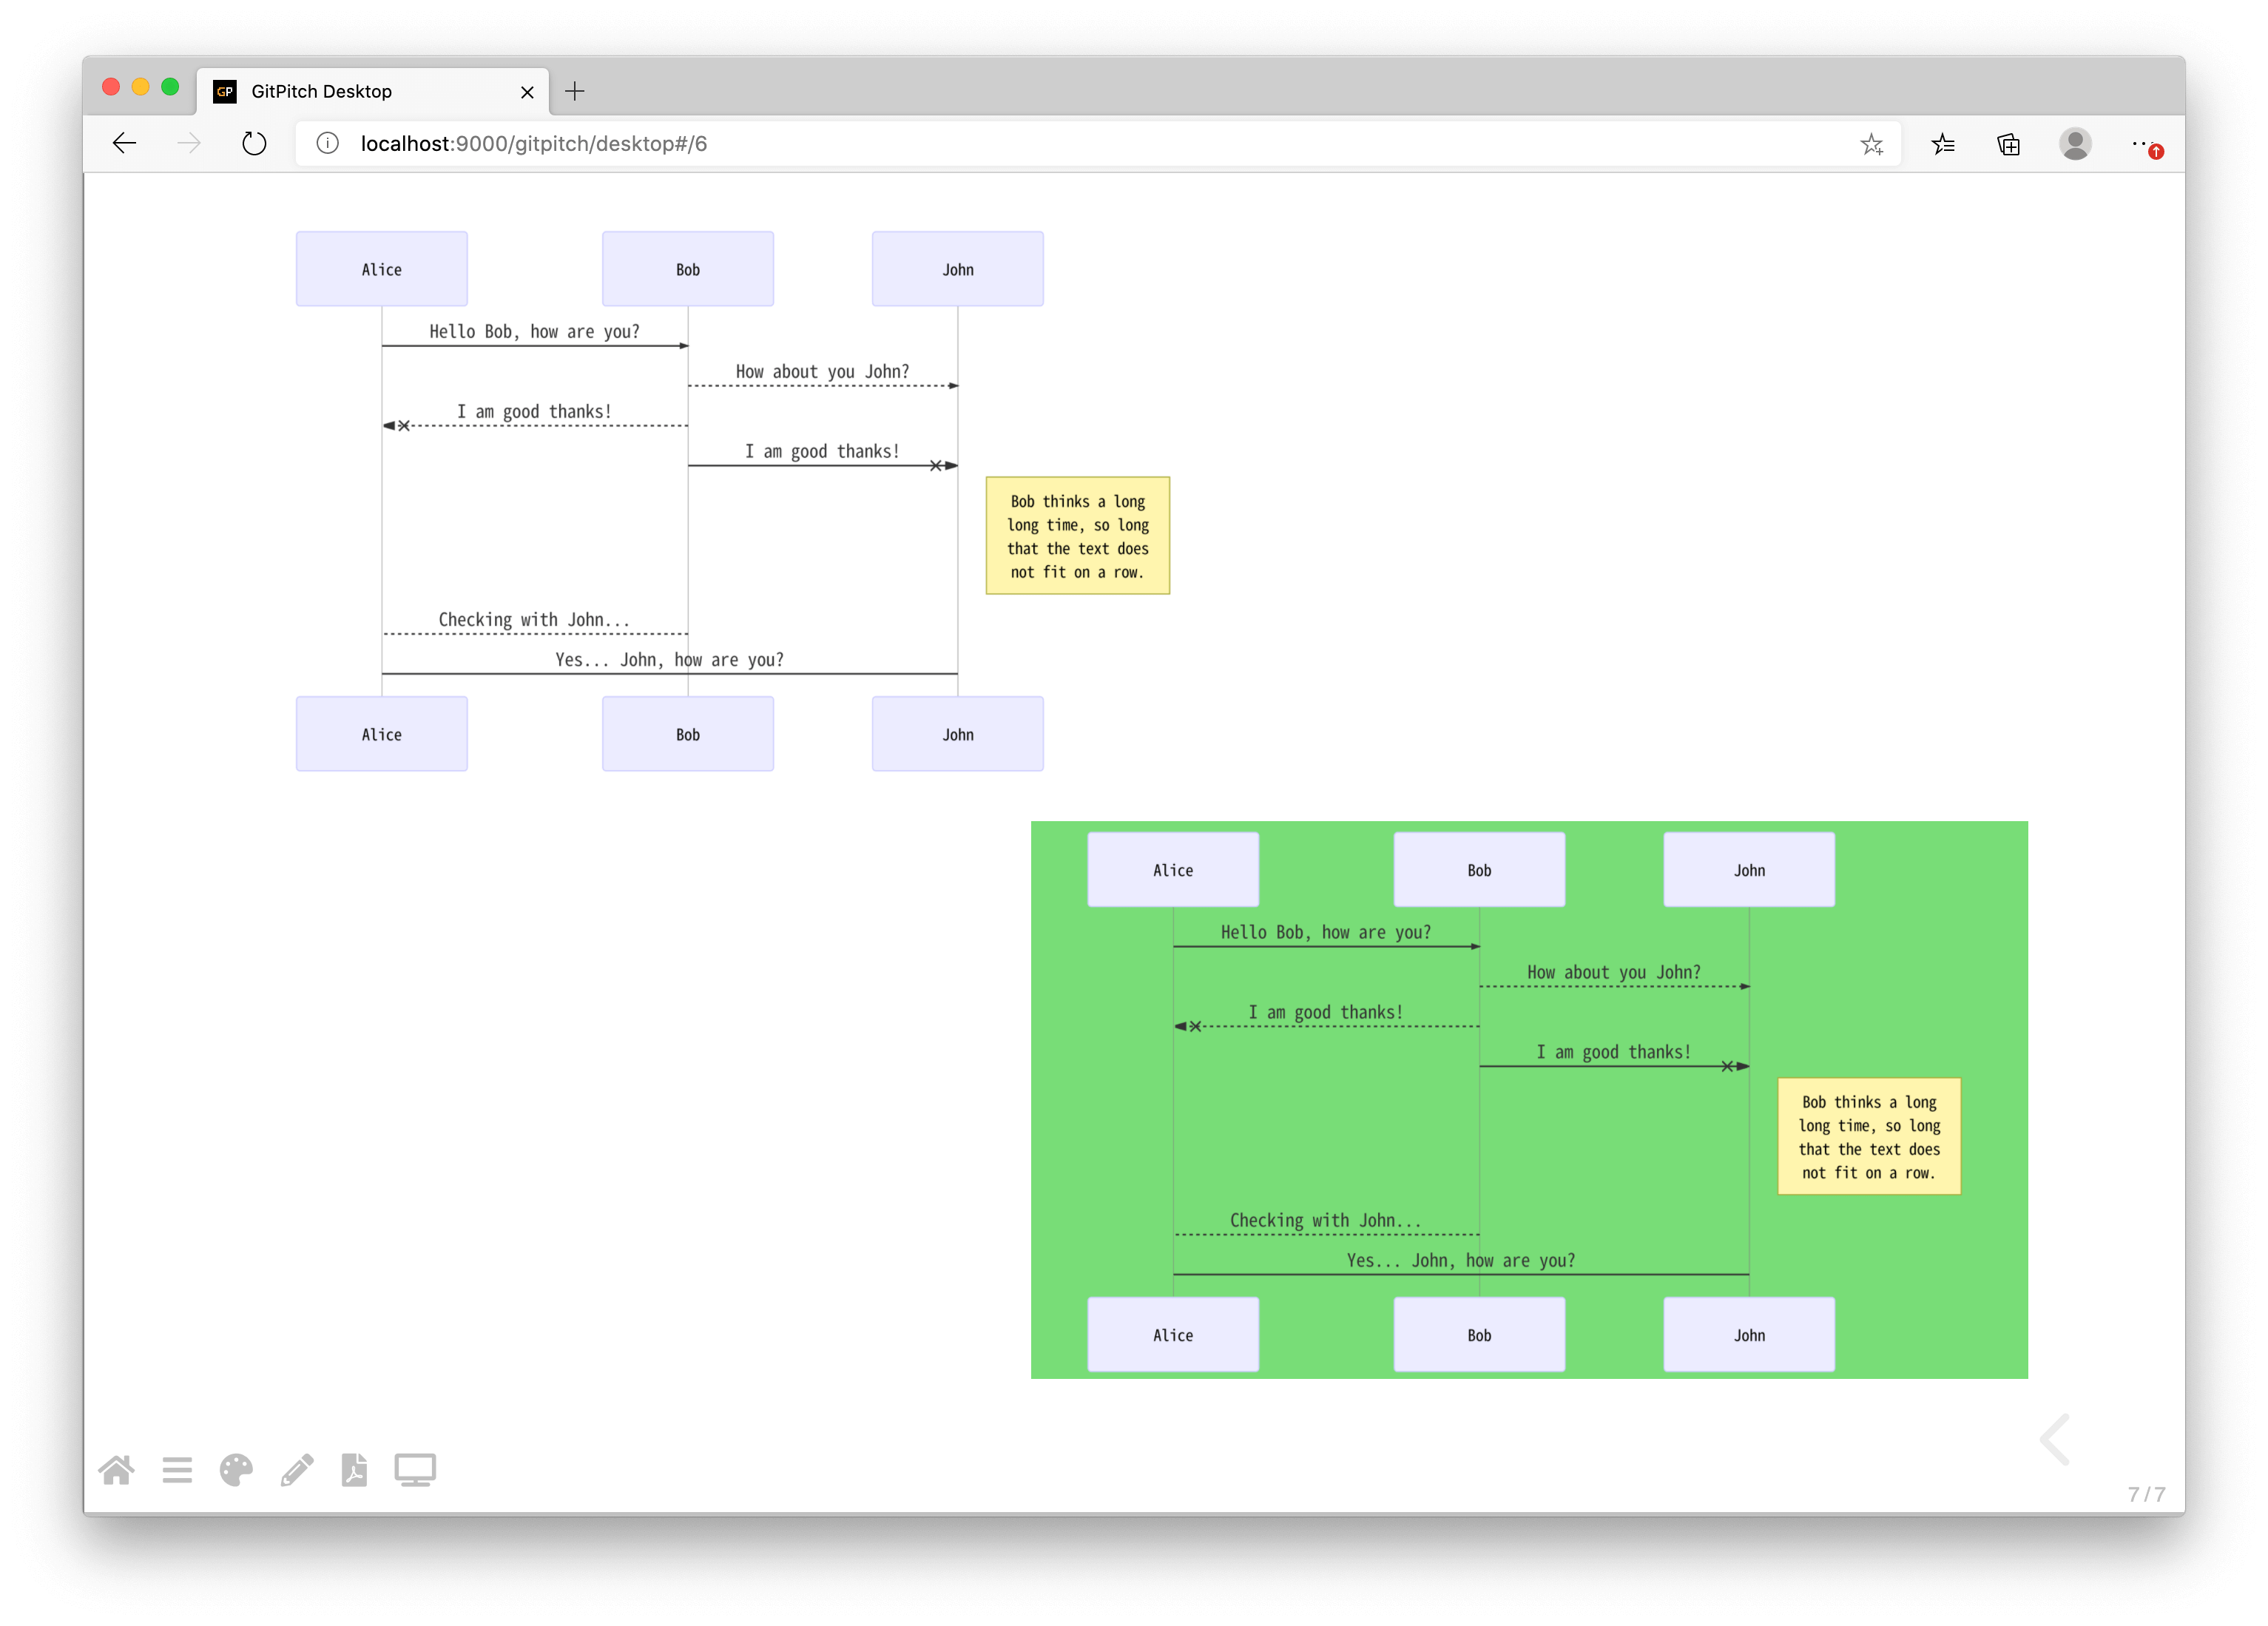 GP GitPitch Desktop
localhost:9000/gitpitch/desktop#/6
Alice Bob John
Hello Bob, how are you?
How about you John?
I am good thanks!
I am good thanks!
Bob thinks a long
long time, so long
that the text does
not fit on a row.
Checking with John...
Yes... John, how are you?
Alice Bob John
Alice Bob John
Hello Bob, how are you?
How about you John?
I am good thanks!
I am good thanks!
Bob thinks a long
long time, so long
that the text does
not fit on a row.
Checking with John...
Yes... John, how are you?
Alice Bob John
7/7